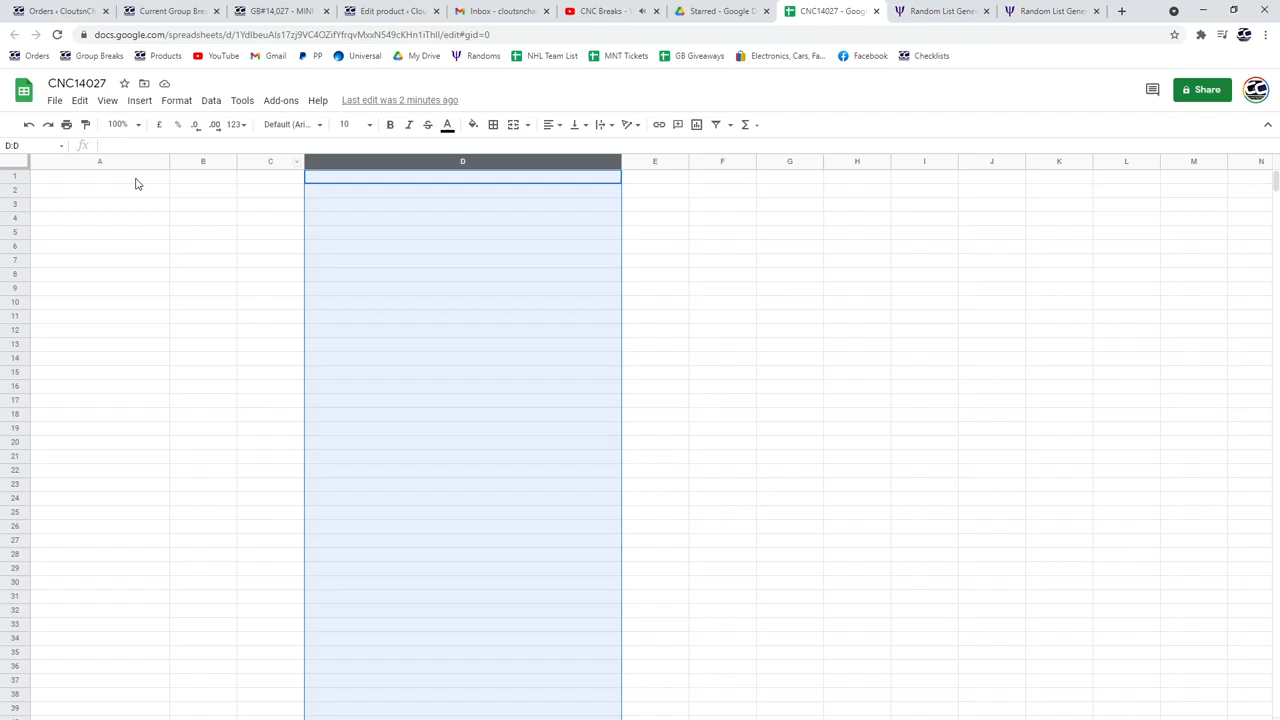 Orders · CloutsnCh
Current Group Brea
GB#14,027 - MINI
Edit product · Clou
Inbox - cloutsncha
CNC Breaks -
Starred - Google D
CNC14027 - Googl
Random List Gene
Random List Gene
docs.google.com/spreadsheets/d/
/edit#gid=0
Orders
Group Breaks
Products
YouTube
Gmail
PP
Universal
My Drive
Randoms
NHL Team List
MNT Tickets
GB Giveaways
Electronics, Cars, Fa...
Facebook
Checklists
CNC14027
File Edit View Insert Format Data Tools Add-ons Help Last edit was 2 minutes ago
Share
100% £ % .0 .00 123 Default (Ari... 10 B I S A Σ
D:D fx
A B C D E F G H I J K L M N
1
2
3
4
5
6
7
8
9
10
11
12
13
14
15
16
17
18
19
20
21
22
23
24
25
26
27
28
29
30
31
32
33
34
35
36
37
38
39